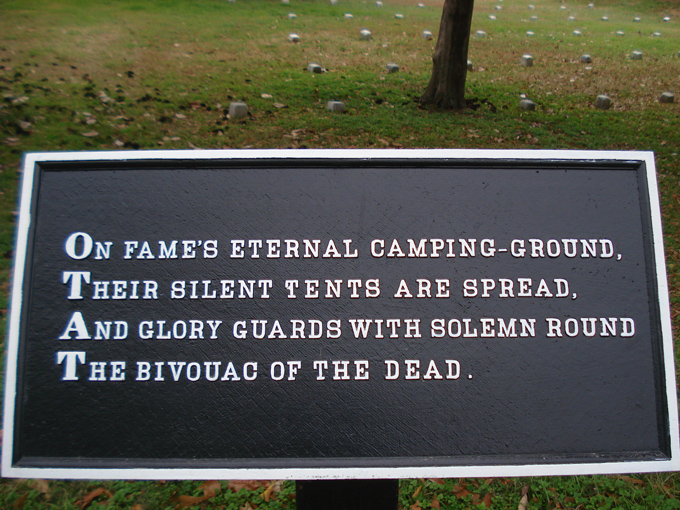 On FAME'S ETERNAL CAMPING-GROUND,
THEIR SILENT TENTS ARE SPREAD,
AND GLORY GUARDS WITH SOLEMN ROUND
THE BIVOUAC OF THE DEAD.